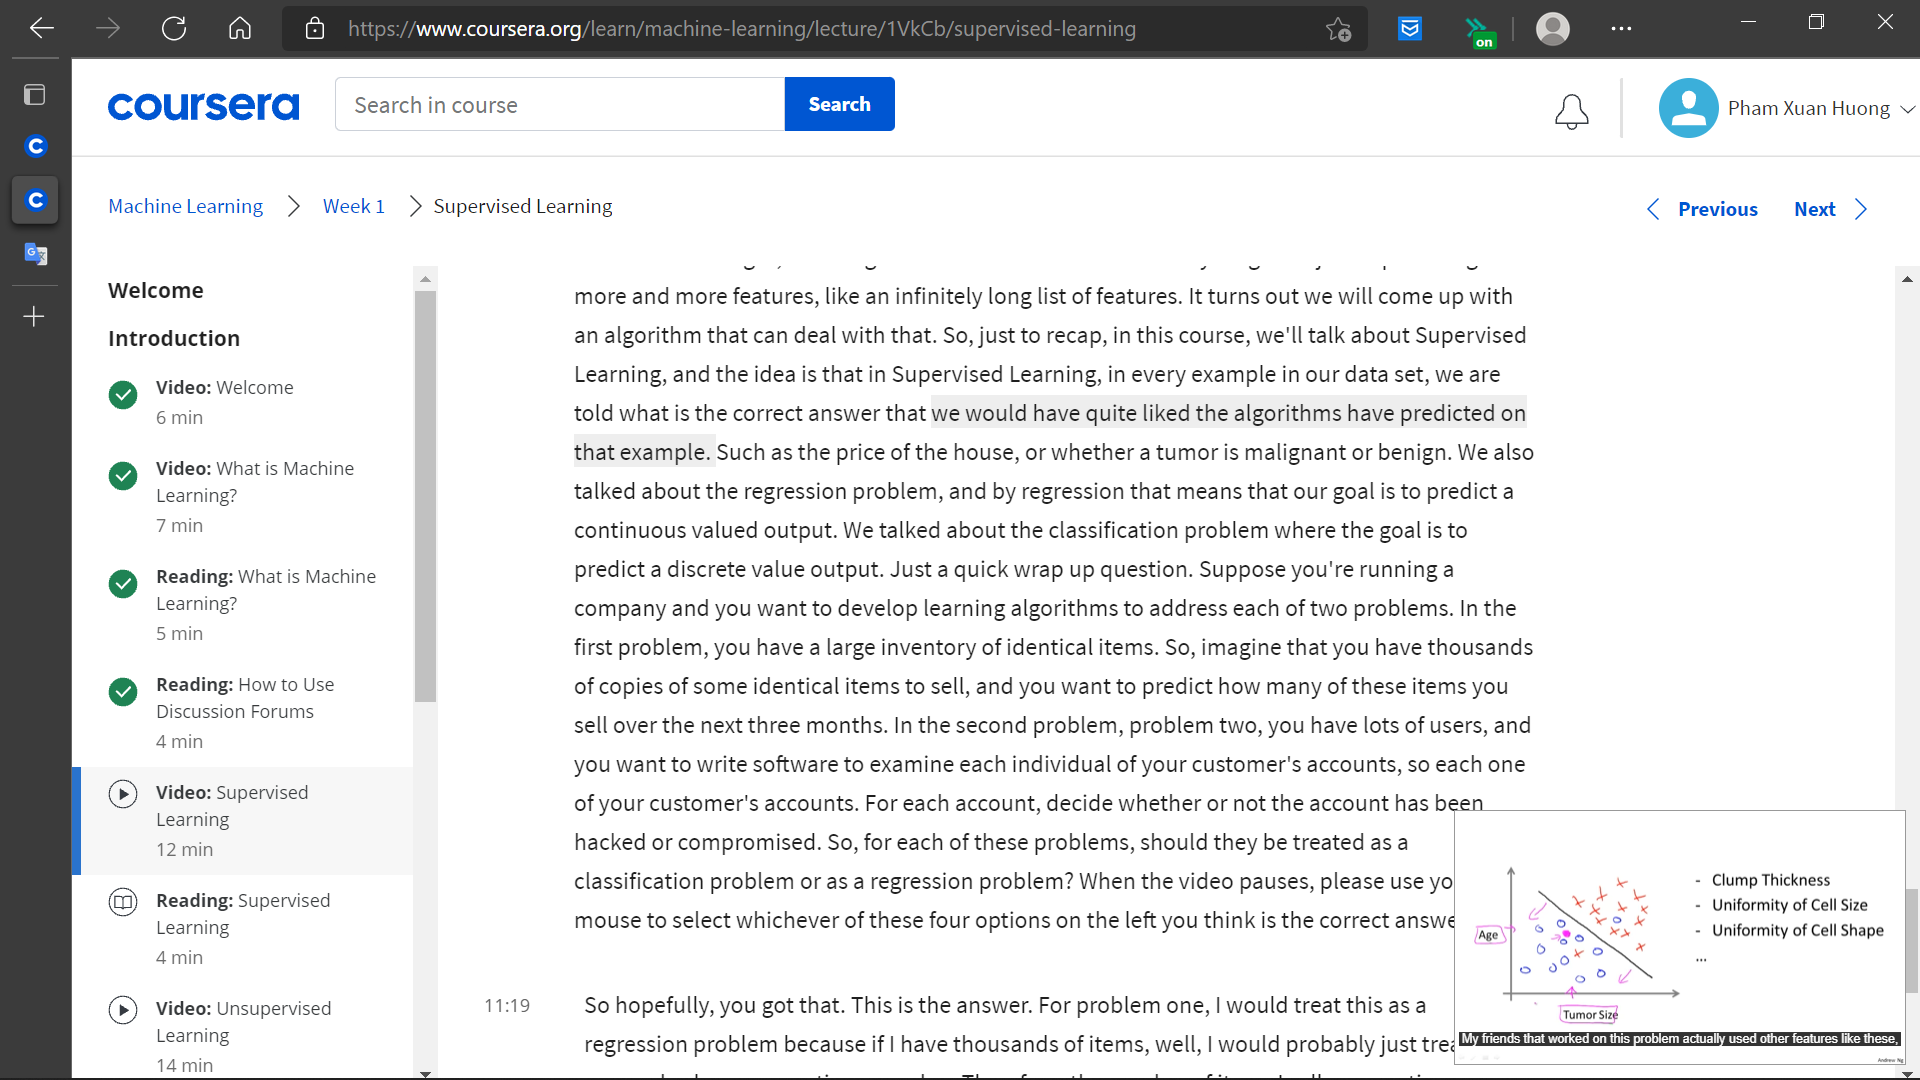 https://www.coursera.org/learn/machine-learning/lecture/1VkCb/supervised-learning
on
coursera
Search in course
Search
Pham Xuan Huong
Machine Learning
Week 1
Supervised Learning
Previous
Next
Welcome
Introduction
Video: Welcome
6 min
Video: What is Machine
Learning?
7 min
Reading: What is Machine
Learning?
5 min
Reading: How to Use
Discussion Forums
4 min
Video: Supervised
Learning
12 min
Reading: Supervised
Learning
4 min
Video: Unsupervised
Learning
14 min
more and more features, like an infinitely long list of features. It turns out we will come up with
an algorithm that can deal with that. So, just to recap, in this course, we'll talk about Supervised
Learning, and the idea is that in Supervised Learning, in every example in our data set, we are
told what is the correct answer that we would have quite liked the algorithms have predicted on
that example. Such as the price of the house, or whether a tumor is malignant or benign. We also
talked about the regression problem, and by regression that means that our goal is to predict a
continuous valued output. We talked about the classification problem where the goal is to
predict a discrete value output. Just a quick wrap up question. Suppose you're running a
company and you want to develop learning algorithms to address each of two problems. In the
first problem, you have a large inventory of identical items. So, imagine that you have thousands
of copies of some identical items to sell, and you want to predict how many of these items you
sell over the next three months. In the second problem, problem two, you have lots of users, and
you want to write software to examine each individual of your customer's accounts, so each one
of your customer's accounts. For each account, decide whether or not the account has been
hacked or compromised. So, for each of these problems, should they be treated as a
classification problem or as a regression problem? When the video pauses, please use yo
mouse to select whichever of these four options on the left you think is the correct answe
11:19
So hopefully, you got that. This is the answer. For problem one, I would treat this as a
regression problem because if I have thousands of items, well, I would probably just trea
Age
Tumor Size
- Clump Thickness
- Uniformity of Cell Size
- Uniformity of Cell Shape
...
My friends that worked on this problem actually used other features like these,
Andrew Ng